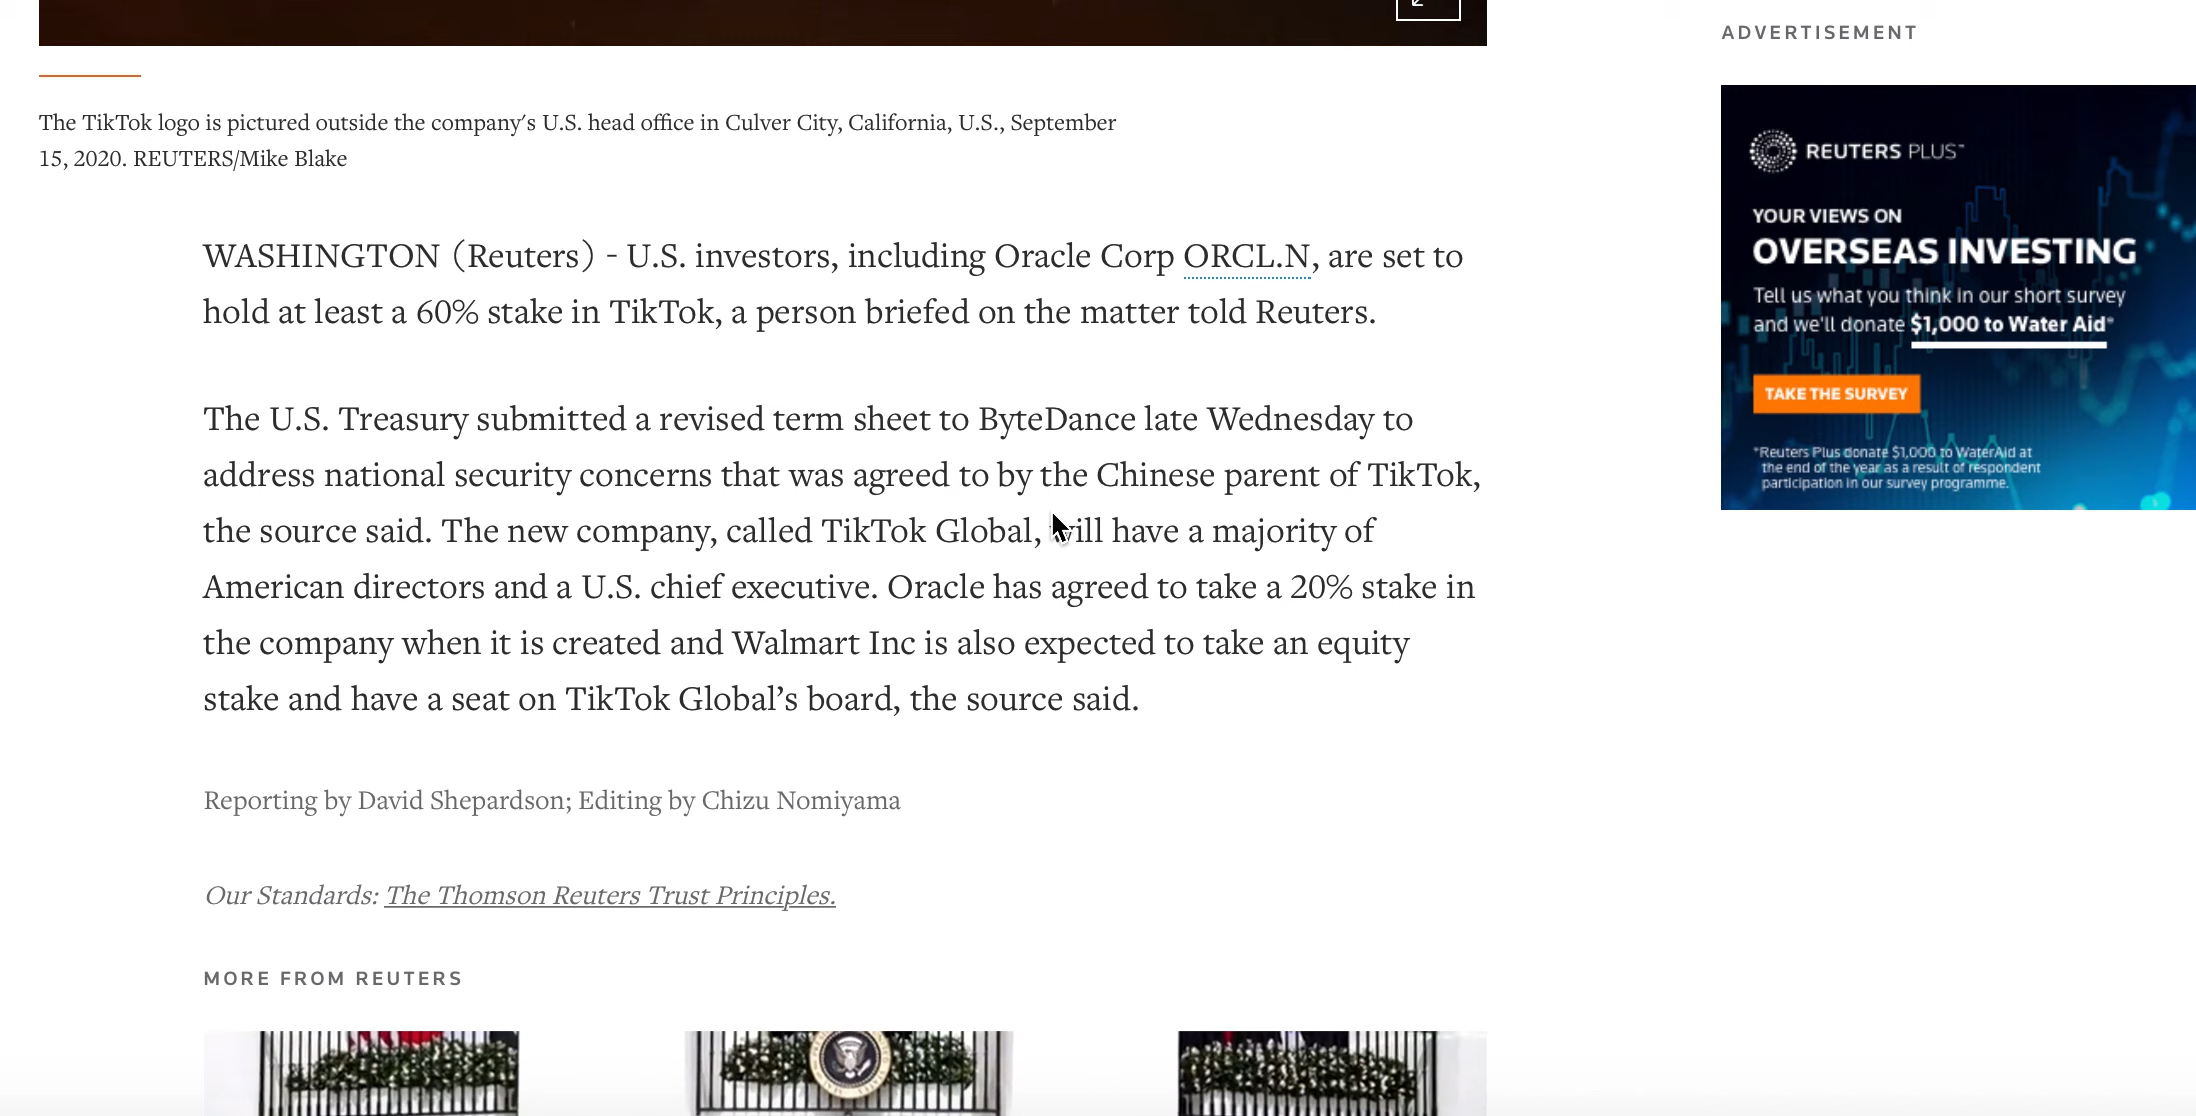 ADVERTISEMENT
The TikTok logo is pictured outside the company's U.S. head office in Culver City, California, U.S., September
15, 2020. REUTERS/Mike Blake
WASHINGTON (Reuters) - U.S. investors, including Oracle Corp ORCL.N, are set to
hold at least a 60% stake in TikTok, a person briefed on the matter told Reuters.
The U.S. Treasury submitted a revised term sheet to ByteDance late Wednesday to
address national security concerns that was agreed to by the Chinese parent of TikTok,
the source said. The new company, called TikTok Global, will have a majority of
American directors and a U.S. chief executive. Oracle has agreed to take a 20% stake in
the company when it is created and Walmart Inc is also expected to take an equity
stake and have a seat on TikTok Global’s board, the source said.
Reporting by David Shepardson; Editing by Chizu Nomiyama
Our Standards: The Thomson Reuters Trust Principles.
MORE FROM REUTERS
REUTERS PLUS™
YOUR VIEWS ON
OVERSEAS INVESTING
Tell us what you think in our short survey
and we'll donate $1,000 to Water Aid*
TAKE THE SURVEY
*Reuters Plus donate $1,000 to WaterAid at
the end of the year as a result of respondent
participation in our survey programme.